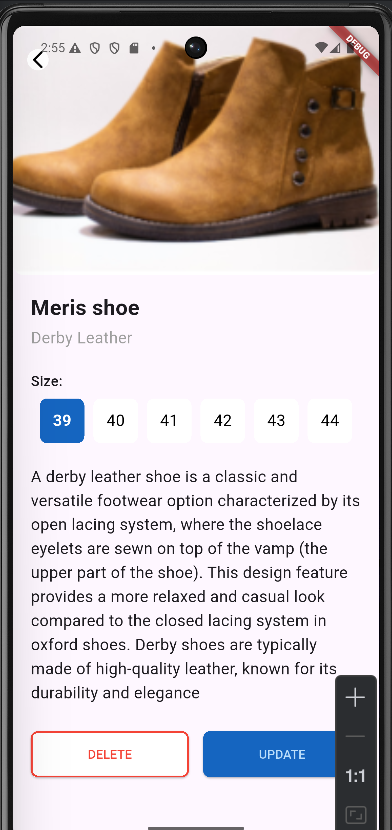 2:55
DEBUG
Meris shoe
Derby Leather
Size:
39 40 41 42 43 44
A derby leather shoe is a classic and
versatile footwear option characterized by its
open lacing system, where the shoelace
eyelets are sewn on top of the vamp (the
upper part of the shoe). This design feature
provides a more relaxed and casual look
compared to the closed lacing system in
oxford shoes. Derby shoes are typically
made of high-quality leather, known for its
durability and elegance
DELETE UPDATE
1:1